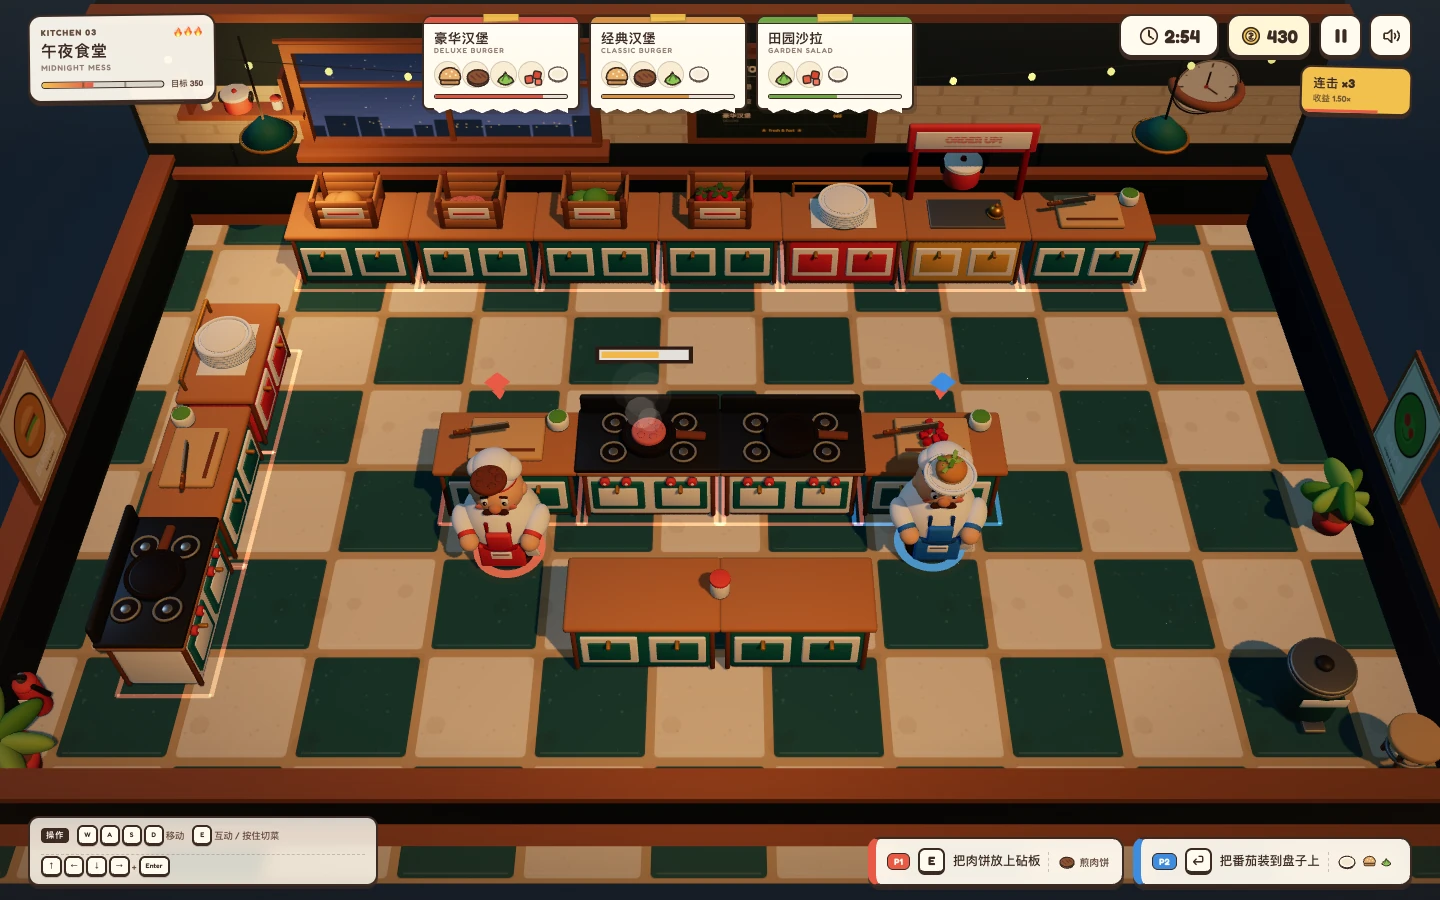 KITCHEN 03
午夜食堂
MIDNIGHT MESS
目标 350
豪华汉堡
DELUXE BURGER
经典汉堡
CLASSIC BURGER
田园沙拉
GARDEN SALAD
2:54
430
连击 x3
收益 1.50×
ORDER UP!
操作 W A S D 移动 E 互动 / 按住切菜
↑ ← ↓ → + Enter
P1 E 把肉饼放上砧板 煎肉饼
P2 把番茄装到盘子上